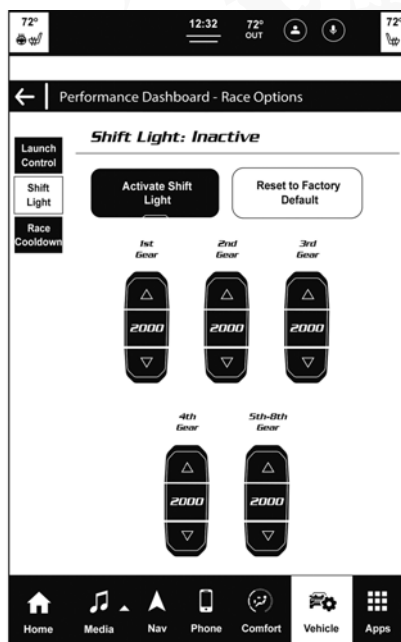 72° 12:32 72° 72°
OUT
Performance Dashboard - Race Options
Shift Light: Inactive
Launch
Control
Shift
Light
Race
Cooldown
Activate Shift
Light
Reset to Factory
Default
1st
Gear
2nd
Gear
3rd
Gear
2000 2000 2000
4th
Gear
5th-8th
Gear
2000 2000
Home Media Nav Phone Comfort Vehicle Apps